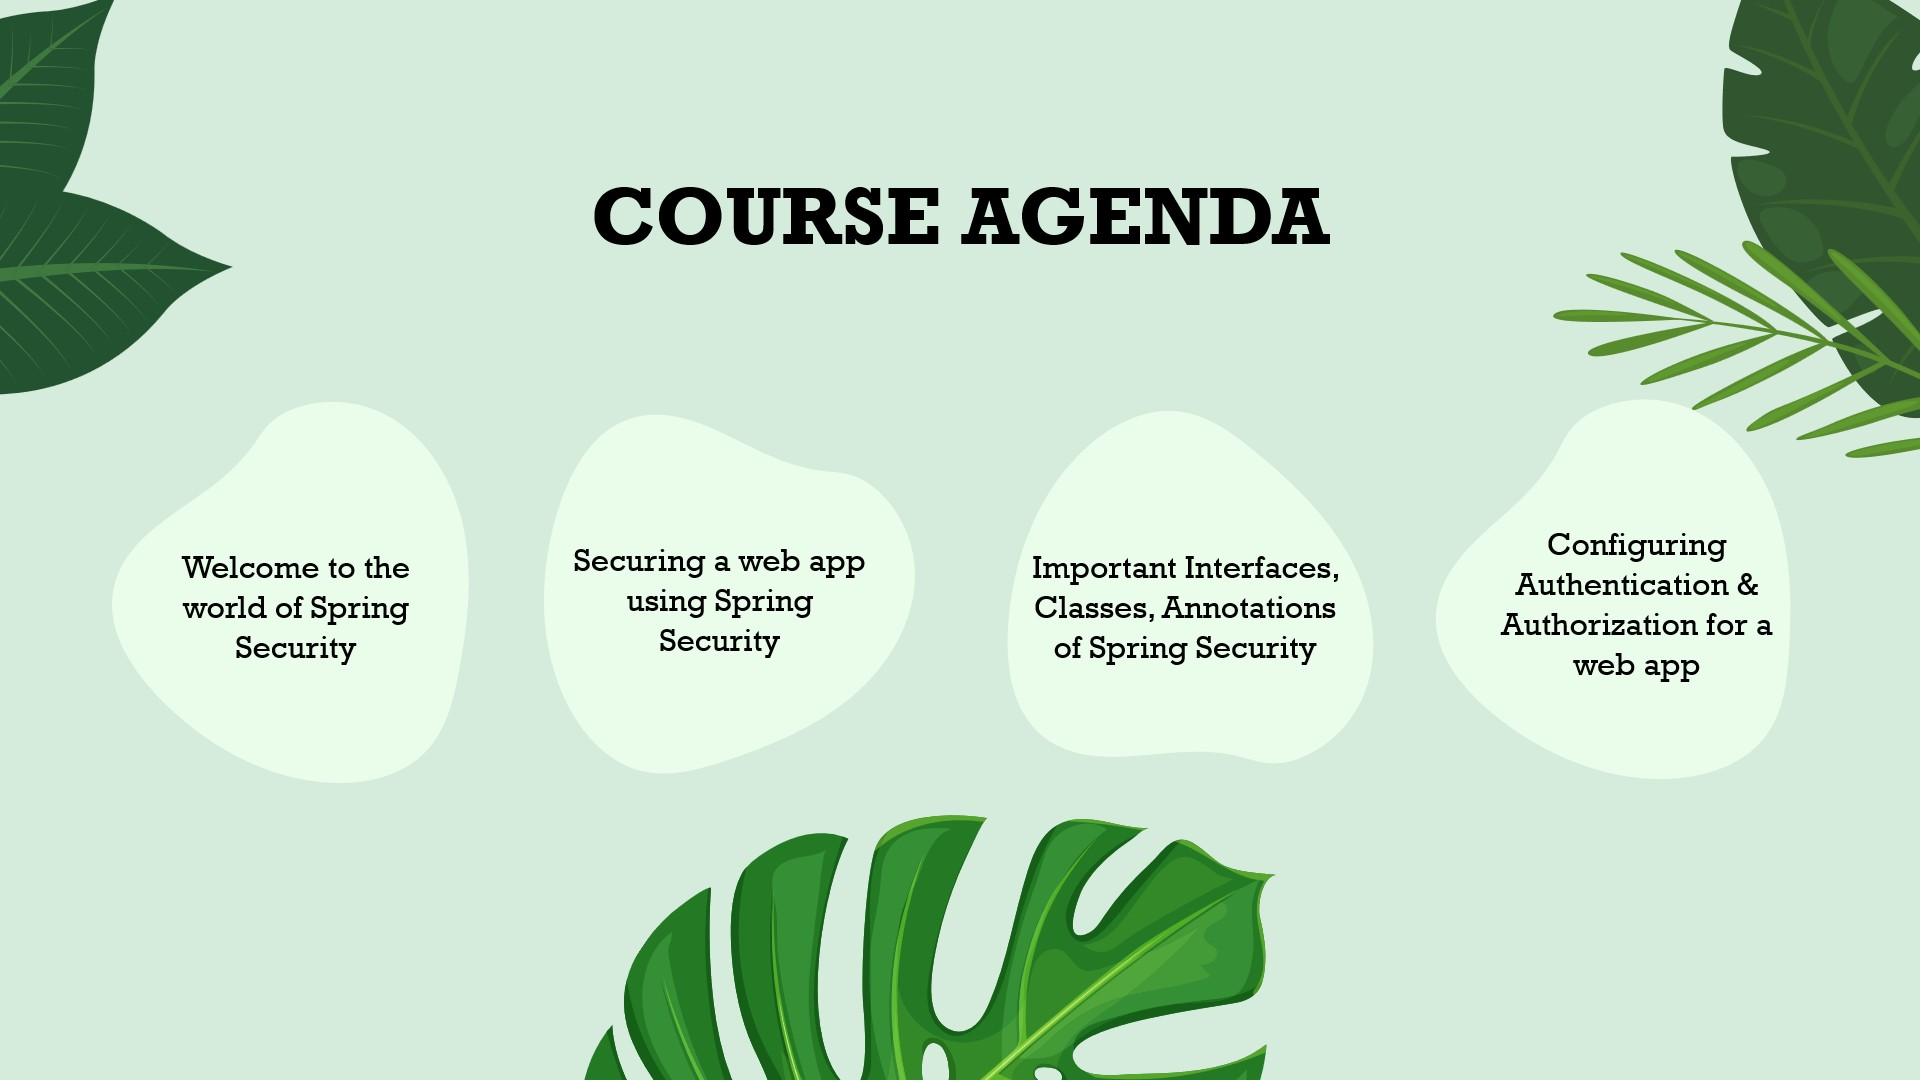 COURSE AGENDA
Welcome to the
world of Spring
Security
Securing a web app
using Spring
Security
Important Interfaces,
Classes, Annotations
of Spring Security
Configuring
Authentication &
Authorization for a
web app